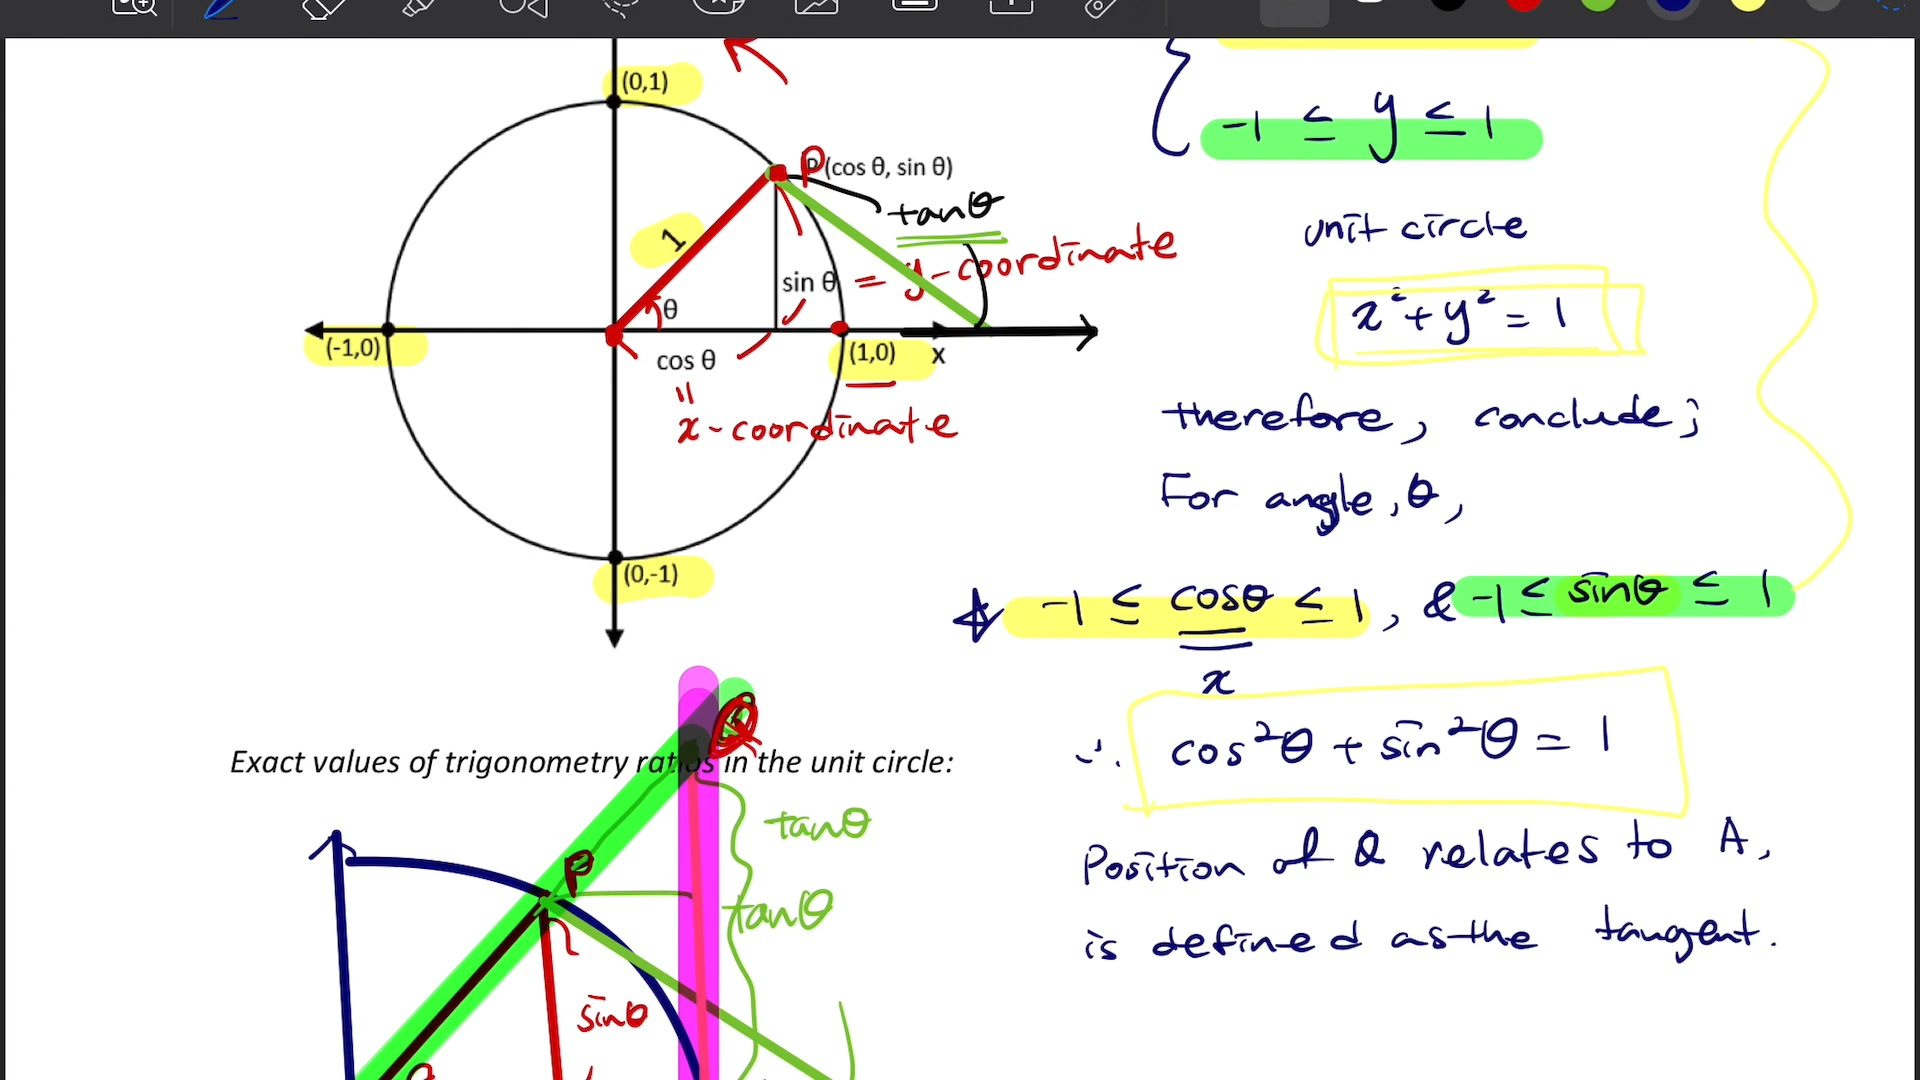 (0,1)
P
(cos θ, sin θ)
tanθ
1
sin θ = y-coordinate
θ
(-1,0)
cos θ
(1,0)
x
"
x-coordinate
(0,-1)
-1 ≤ y ≤ 1
unit circle
x² + y² = 1
therefore, conclude;
For angle, θ,
☆ -1 ≤ cosθ ≤ 1, & -1 ≤ sinθ ≤ 1
x
∴ cos²θ + sin²θ = 1
Position of Q relates to A,
is defined as the tangent.
Q
Exact values of trigonometry ratios in the unit circle:
tanθ
P
tanθ
sinθ